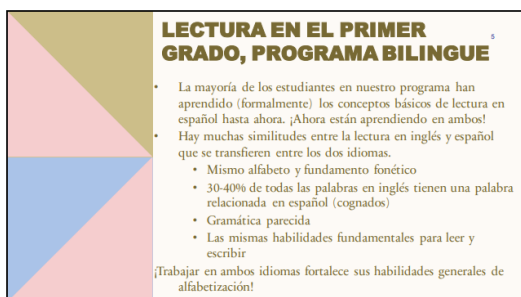 LECTURA EN EL PRIMER
GRADO, PROGRAMA BILINGUE
5
• La mayoría de los estudiantes en nuestro programa han
aprendido (formalmente) los conceptos básicos de lectura en
español hasta ahora. ¡Ahora están aprendiendo en ambos!
• Hay muchas similitudes entre la lectura en inglés y español
que se transfieren entre los dos idiomas.
• Mismo alfabeto y fundamento fonético
• 30-40% de todas las palabras en inglés tienen una palabra
relacionada en español (cognados)
• Gramática parecida
• Las mismas habilidades fundamentales para leer y
escribir
¡Trabajar en ambos idiomas fortalece sus habilidades generales de
alfabetización!